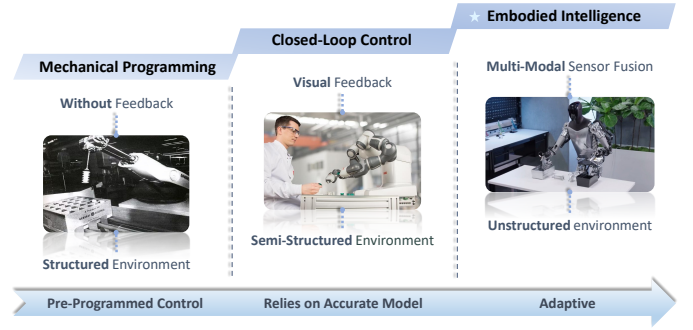 Mechanical Programming
Without Feedback
Structured Environment
Pre-Programmed Control
Closed-Loop Control
Visual Feedback
Semi-Structured Environment
Relies on Accurate Model
Embodied Intelligence
Multi-Modal Sensor Fusion
Unstructured environment
Adaptive